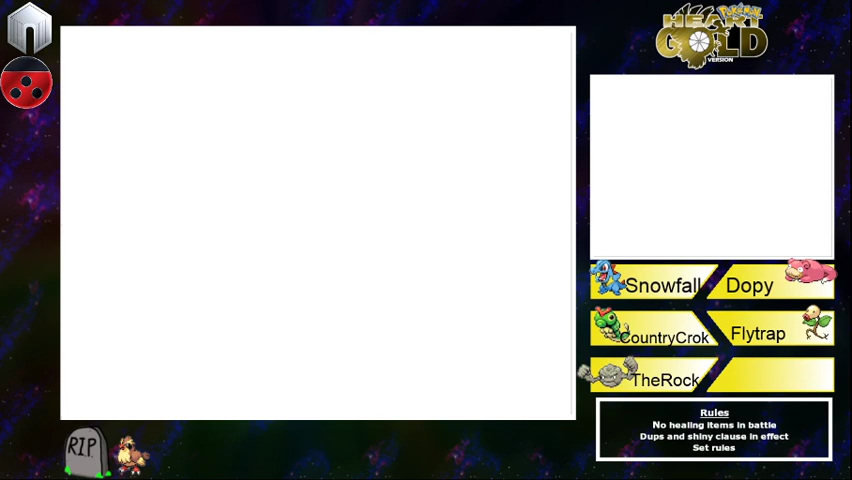 Pokémon
HEART
GOLD
VERSION
Snowfall
Dopy
CountryCrok
Flytrap
TheRock
Rules
No healing items in battle
Dups and shiny clause in effect
Set rules
RIP